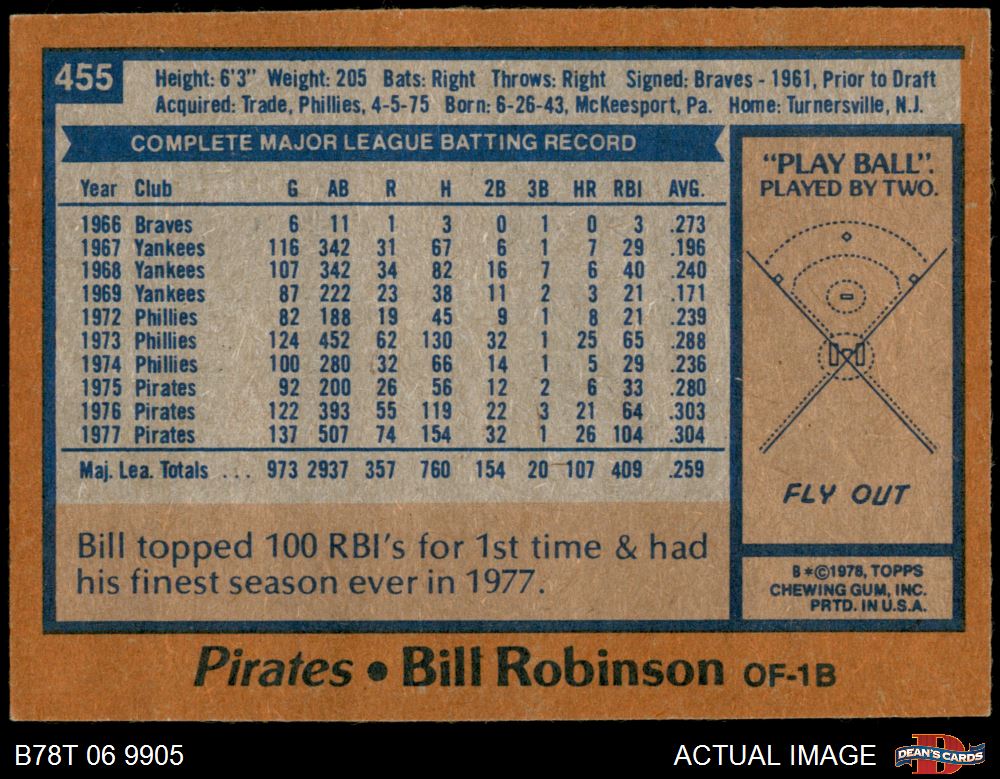 455
Height: 6'3" Weight: 205 Bats: Right Throws: Right Signed: Braves - 1961, Prior to Draft
Acquired: Trade, Phillies, 4-5-75 Born: 6-26-43, McKeesport, Pa. Home: Turnersville, N.J.
COMPLETE MAJOR LEAGUE BATTING RECORD
Year Club G AB R H 2B 3B HR RBI AVG.
1966 Braves 6 11 1 3 0 1 0 3 .273
1967 Yankees 116 342 31 67 6 1 7 29 .196
1968 Yankees 107 342 34 82 16 7 6 40 .240
1969 Yankees 87 222 23 38 11 2 3 21 .171
1972 Phillies 82 188 19 45 9 1 8 21 .239
1973 Phillies 124 452 62 130 32 1 25 65 .288
1974 Phillies 100 280 32 66 14 1 5 29 .236
1975 Pirates 92 200 26 56 12 2 6 33 .280
1976 Pirates 122 393 55 119 22 3 21 64 .303
1977 Pirates 137 507 74 154 32 1 26 104 .304
Maj. Lea. Totals ... 973 2937 357 760 154 20 107 409 .259
Bill topped 100 RBI's for 1st time & had
his finest season ever in 1977.
"PLAY BALL".
PLAYED BY TWO.
FLY OUT
B*©1978, TOPPS
CHEWING GUM, INC.
PRTD. IN U.S.A.
Pirates • Bill Robinson OF-1B
B78T 06 9905
ACTUAL IMAGE
D
DEAN'S CARDS